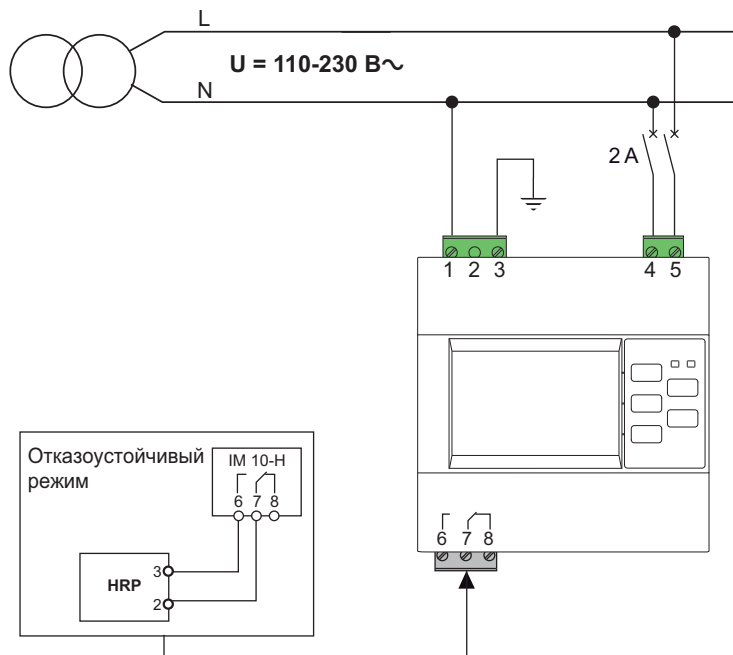 L
U = 110-230 В~
N
2 A
1 2 3
4 5
Отказоустойчивый
режим
IM 10-H
6 7 8
3
HRP
2
6 7 8